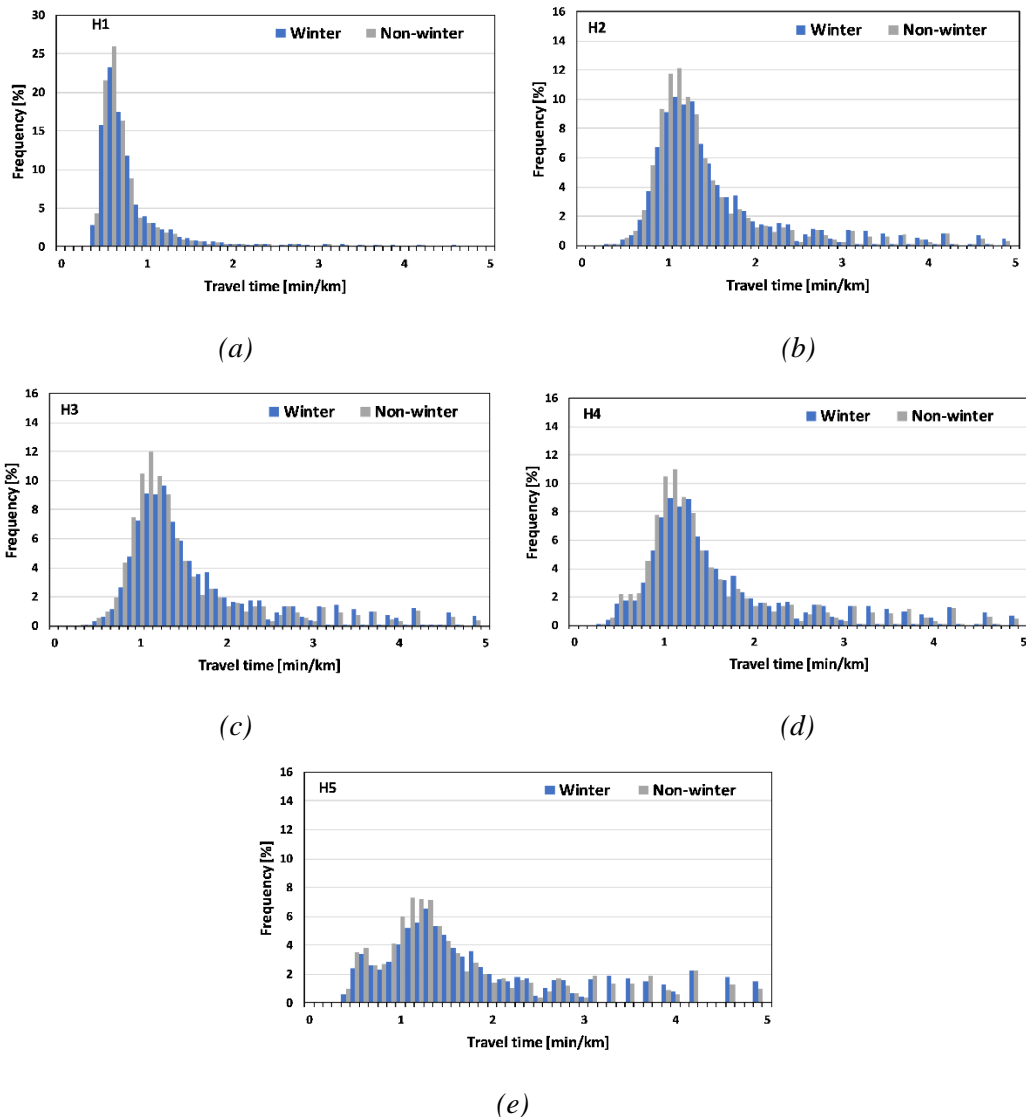 H1
Winter
Non-winter
30
25
20
15
10
5
0
Frequency [%]
0 1 2 3 4 5
Travel time [min/km]
(a)
H2
Winter
Non-winter
16
14
12
10
8
6
4
2
0
Frequency [%]
0 1 2 3 4 5
Travel time [min/km]
(b)
H3
Winter
Non-winter
16
14
12
10
8
6
4
2
0
Frequency [%]
0 1 2 3 4 5
Travel time [min/km]
(c)
H4
Winter
Non-winter
16
14
12
10
8
6
4
2
0
Frequency [%]
0 1 2 3 4 5
Travel time [min/km]
(d)
H5
Winter
Non-winter
16
14
12
10
8
6
4
2
0
Frequency [%]
0 1 2 3 4 5
Travel time [min/km]
(e)